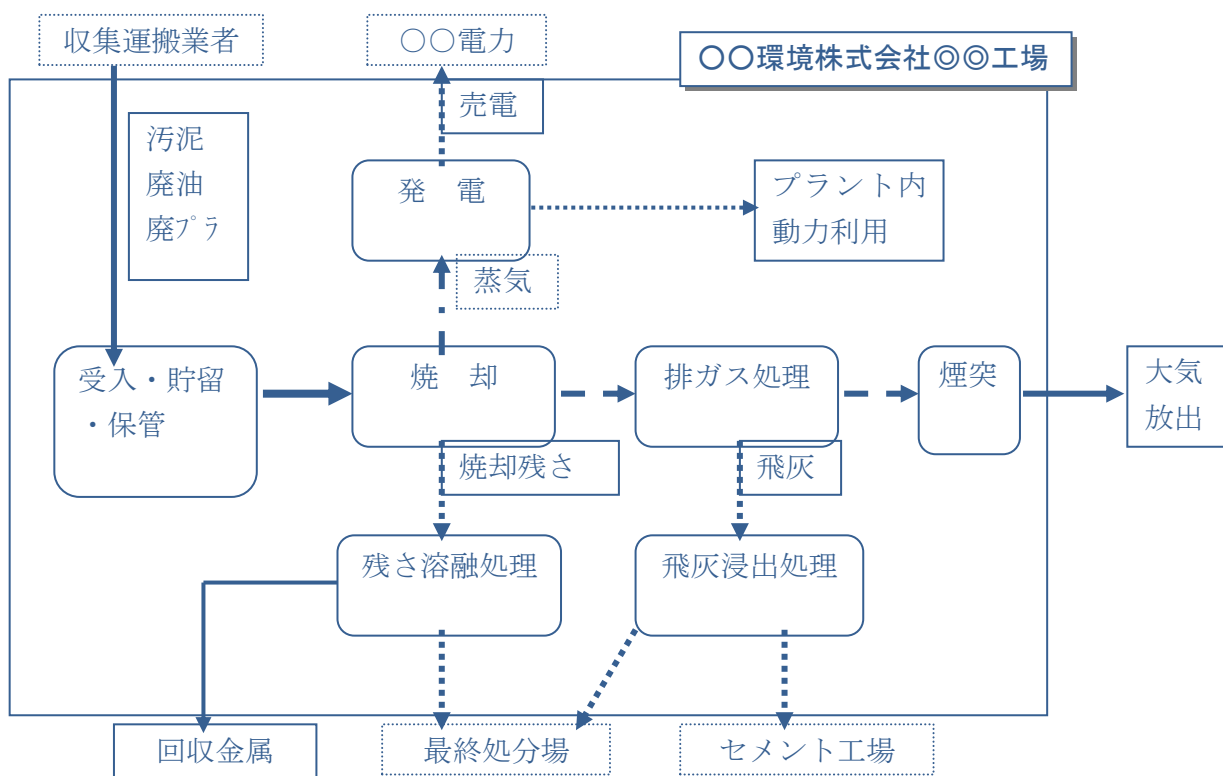 収集運搬業者
〇〇電力
〇〇環境株式会社◎◎工場
売電
汚泥
廃油
廃プラ
発　電
プラント内
動力利用
蒸気
受入・貯留
・保管
焼　却
排ガス処理
煙突
大気
放出
焼却残さ
飛灰
残さ溶融処理
飛灰浸出処理
回収金属
最終処分場
セメント工場